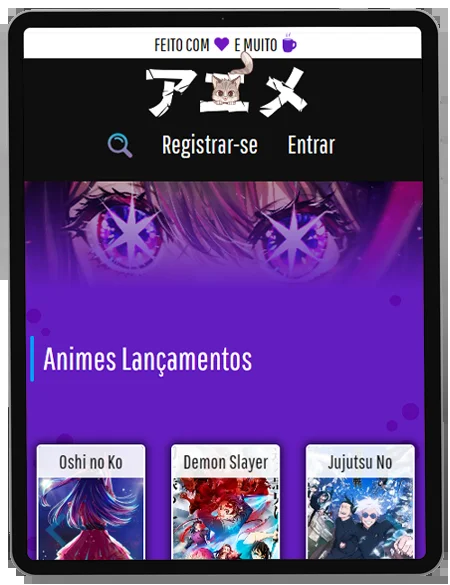 FEITO COM 💜 E MUITO ☕
アニメ
Registrar-se Entrar
Animes Lançamentos
Oshi no Ko Demon Slayer Jujutsu No